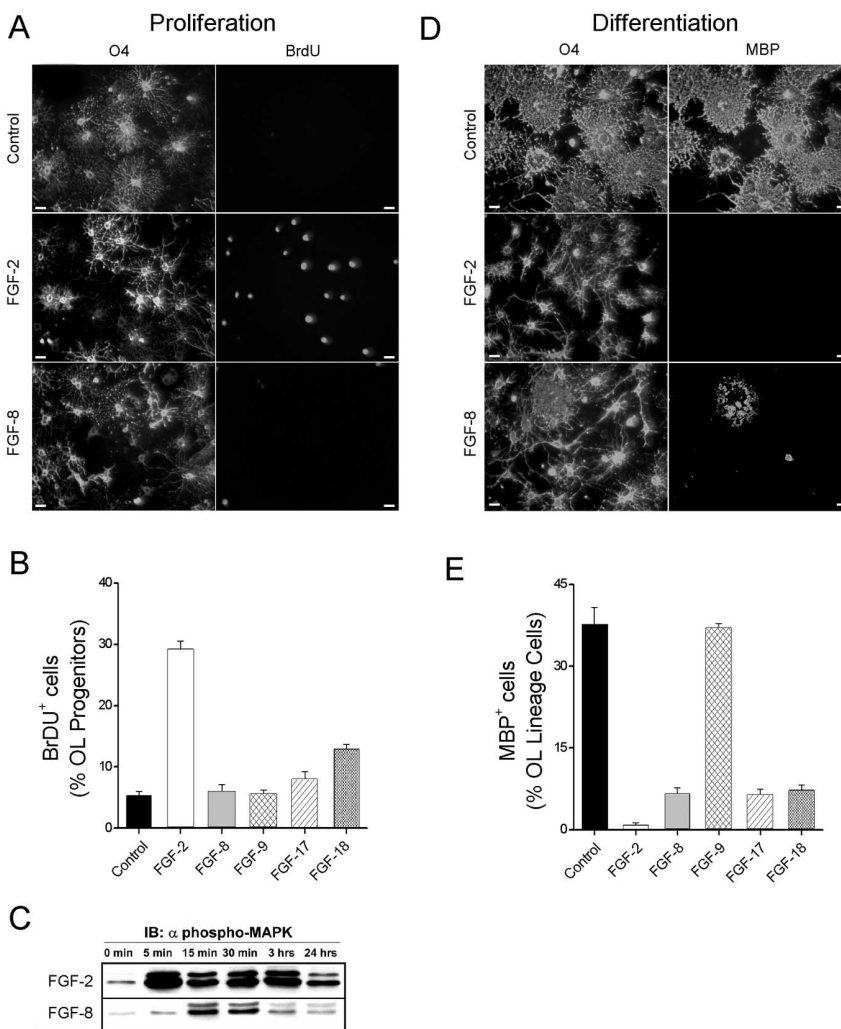 A
Proliferation
O4 BrdU
Control
FGF-2
FGF-8
D
Differentiation
O4 MBP
Control
FGF-2
FGF-8
B
BrDU+ cells
(% OL Progenitors)
40
30
20
10
0
Control FGF-2 FGF-8 FGF-9 FGF-17 FGF-18
E
MBP+ cells
(% OL Lineage Cells)
45
30
15
0
Control FGF-2 FGF-8 FGF-9 FGF-17 FGF-18
C
IB: α phospho-MAPK
0 min 5 min 15 min 30 min 3 hrs 24 hrs
FGF-2
FGF-8